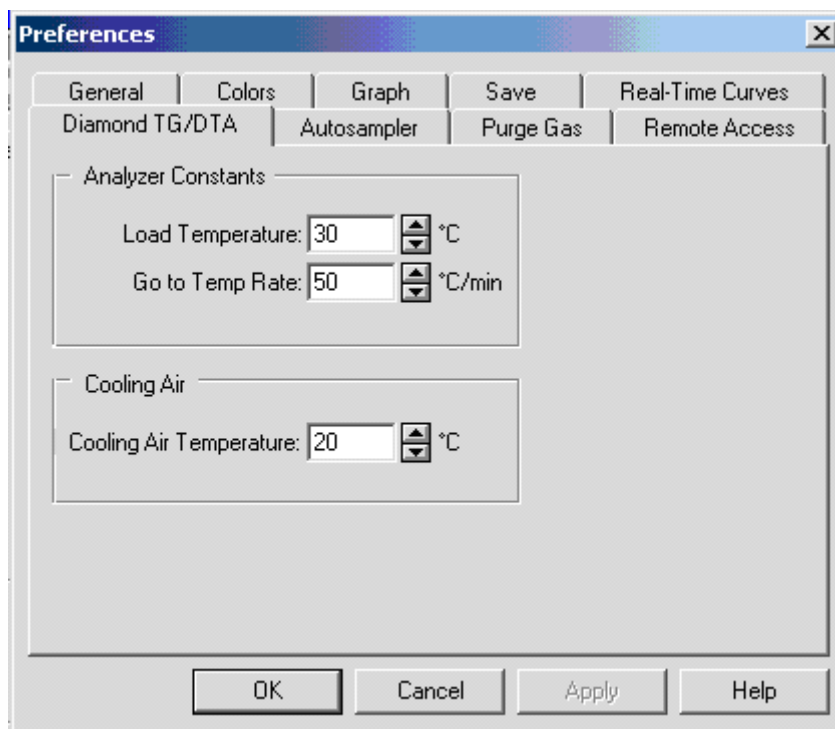 Preferences
General Colors Graph Save Real-Time Curves
Diamond TG/DTA Autosampler Purge Gas Remote Access
Analyzer Constants
Load Temperature: 30 °C
Go to Temp Rate: 50 °C/min
Cooling Air
Cooling Air Temperature: 20 °C
OK Cancel Apply Help